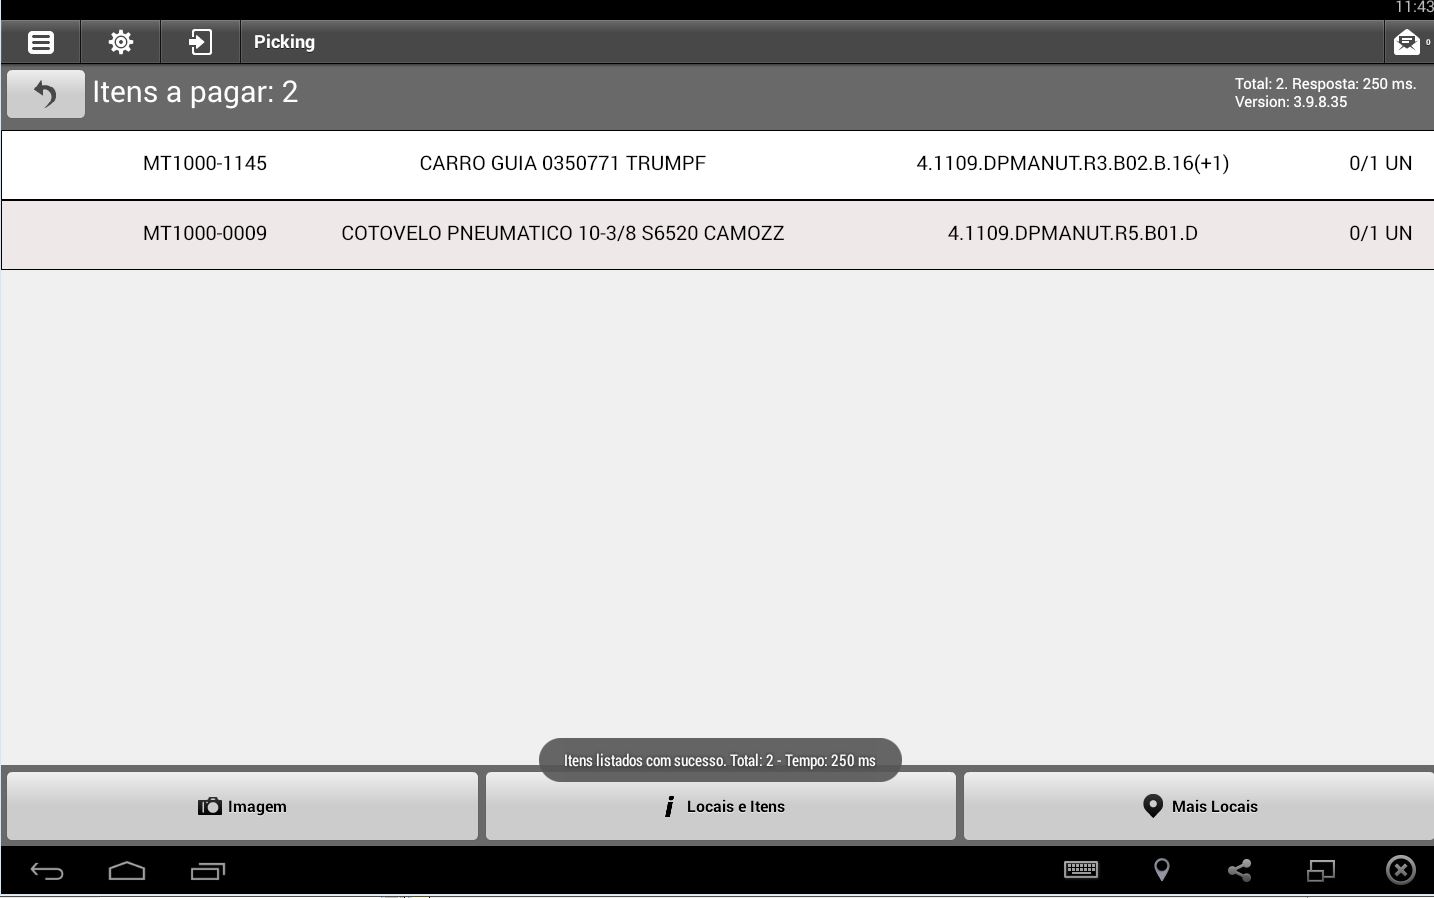 11:43
Picking
0
Itens a pagar: 2
Total: 2. Resposta: 250 ms.
Version: 3.9.8.35
MT1000-1145 CARRO GUIA 0350771 TRUMPF 4.1109.DPMANUT.R3.B02.B.16(+1) 0/1 UN
MT1000-0009 COTOVELO PNEUMATICO 10-3/8 S6520 CAMOZZ 4.1109.DPMANUT.R5.B01.D 0/1 UN
Itens listados com sucesso. Total: 2 - Tempo: 250 ms
Imagem Locais e Itens Mais Locais